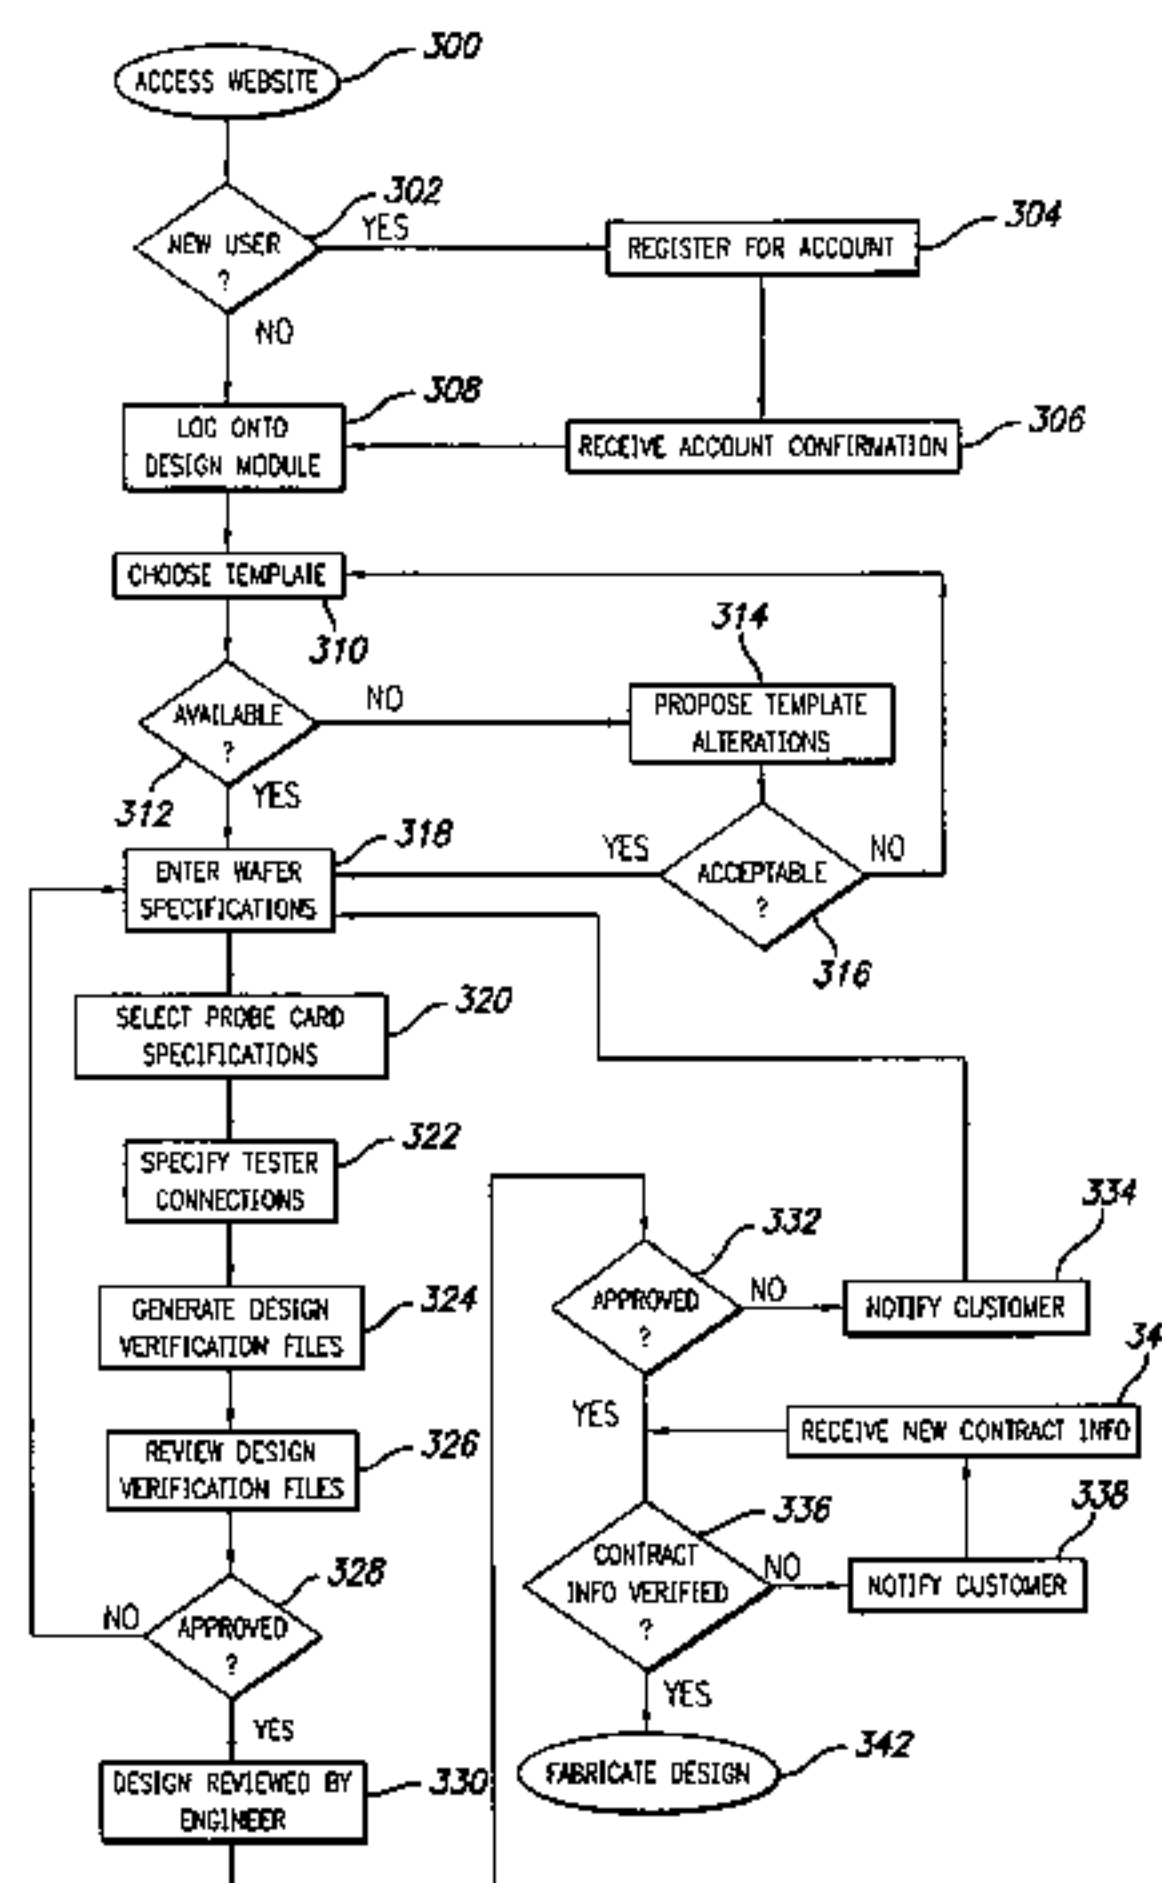 300
ACCESS WEBSITE
302
NEW USER
?
YES
304
REGISTER FOR ACCOUNT
NO
308
LOG ONTO
DESIGN MODULE
306
RECEIVE ACCOUNT CONFIRMATION
CHOOSE TEMPLATE
310
314
PROPOSE TEMPLATE
ALTERATIONS
AVAILABLE
?
NO
312
YES
318
ENTER WAFER
SPECIFICATIONS
YES
ACCEPTABLE
?
NO
316
320
SELECT PROBE CARD
SPECIFICATIONS
322
SPECIFY TESTER
CONNECTIONS
324
GENERATE DESIGN
VERIFICATION FILES
326
REVIEW DESIGN
VERIFICATION FILES
328
APPROVED
?
NO
YES
DESIGN REVIEWED BY
ENGINEER
330
332
APPROVED
?
NO
334
NOTIFY CUSTOMER
YES
34
RECEIVE NEW CONTRACT INFO
336
CONTRACT
INFO VERIFIED
?
NO
338
NOTIFY CUSTOMER
YES
FABRICATE DESIGN
342